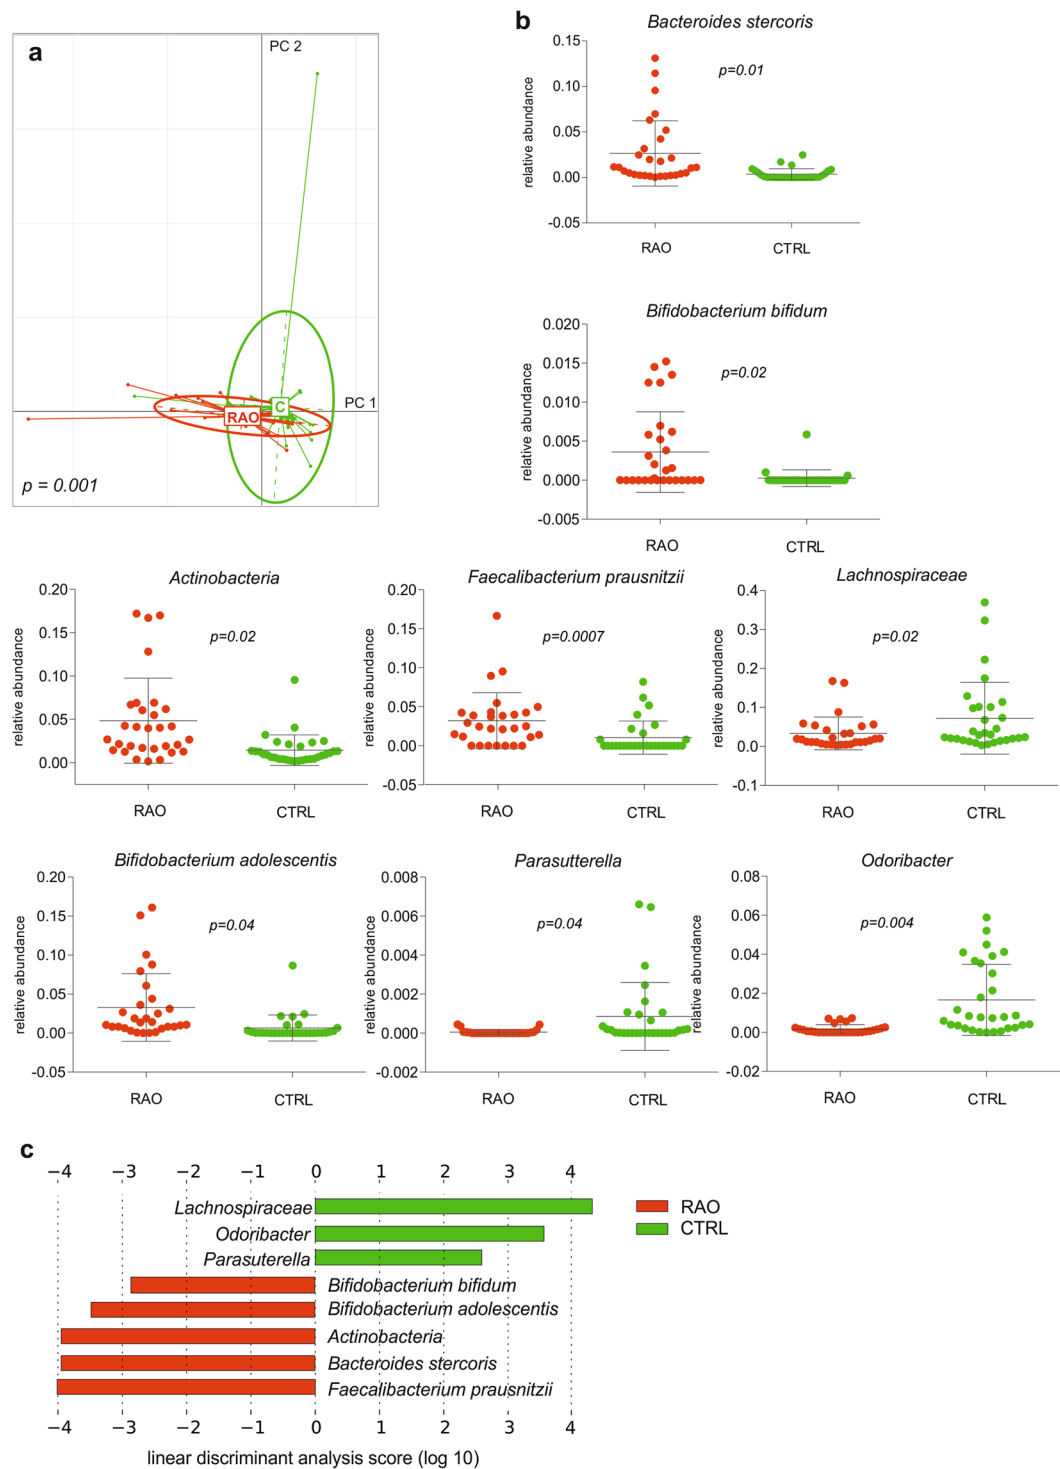 a
PC 2
RAO
C
PC 1
p = 0.001
b
Bacteroides stercoris
relative abundance
0.15
0.10
0.05
0.00
-0.05
p=0.01
RAO
CTRL
Bifidobacterium bifidum
relative abundance
0.020
0.015
0.010
0.005
0.000
-0.005
p=0.02
RAO
CTRL
Actinobacteria
relative abundance
0.20
0.15
0.10
0.05
0.00
p=0.02
RAO
CTRL
Faecalibacterium prausnitzii
relative abundance
0.20
0.15
0.10
0.05
0.00
-0.05
p=0.0007
RAO
CTRL
Lachnospiraceae
relative abundance
0.4
0.3
0.2
0.1
0.0
-0.1
p=0.02
RAO
CTRL
Bifidobacterium adolescentis
relative abundance
0.20
0.15
0.10
0.05
0.00
-0.05
p=0.04
RAO
CTRL
Parasutterella
relative abundance
0.008
0.006
0.004
0.002
0.000
-0.002
p=0.04
RAO
CTRL
Odoribacter
relative abundance
0.08
0.06
0.04
0.02
0.00
-0.02
p=0.004
RAO
CTRL
c
−4 −3 −2 −1 0 1 2 3 4
Lachnospiraceae
Odoribacter
Parasuterella
Bifidobacterium bifidum
Bifidobacterium adolescentis
Actinobacteria
Bacteroides stercoris
Faecalibacterium prausnitzii
−4 −3 −2 −1 0 1 2 3 4
linear discriminant analysis score (log 10)
RAO
CTRL